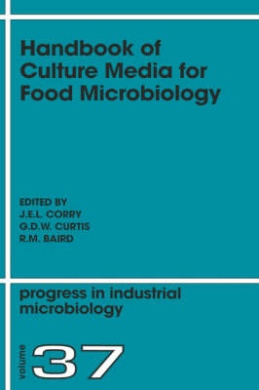 Handbook of
Culture Media for
Food Microbiology
EDITED BY
J.E.L. CORRY
G.D.W. CURTIS
R.M. BAIRD
progress in industrial
microbiology
volume
37